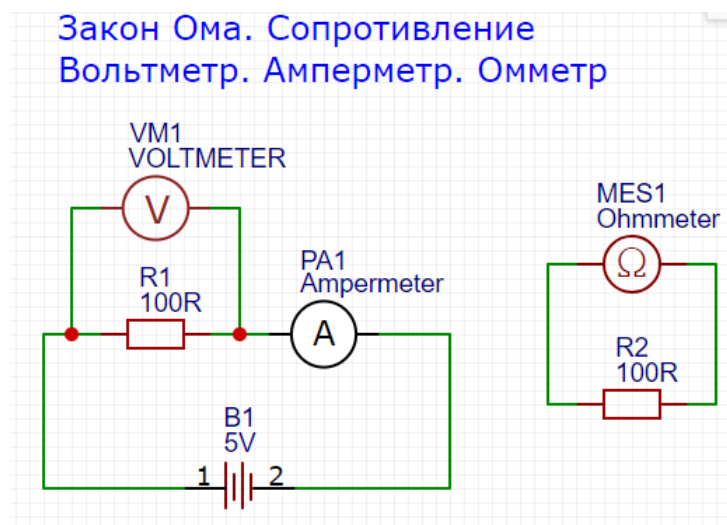 Закон Ома. Сопротивление
Вольтметр. Амперметр. Омметр
VM1
VOLTMETER
V
R1
100R
PA1
Ampermeter
A
B1
5V
1 2
MES1
Ohmmeter
Ω
R2
100R